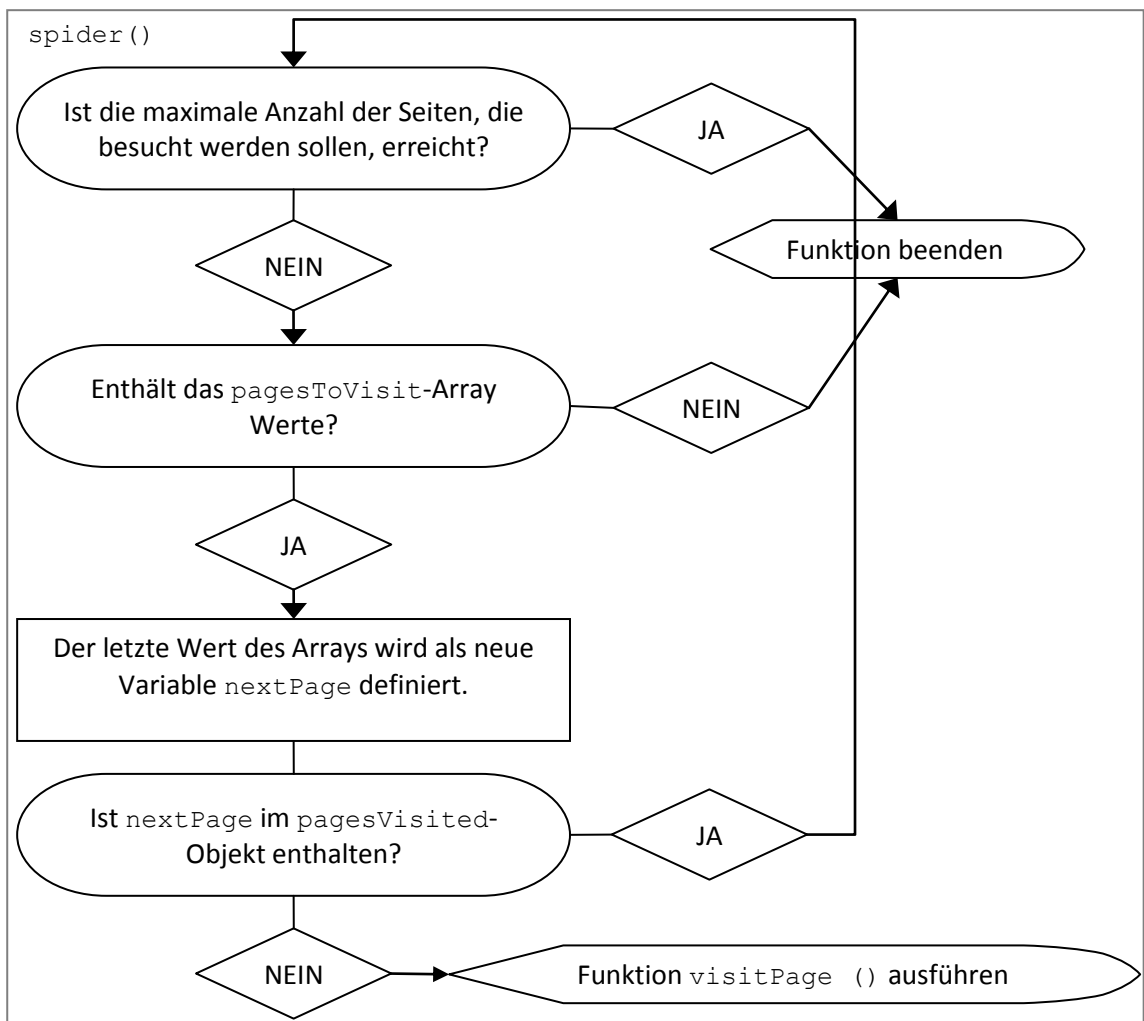 spider()
Ist die maximale Anzahl der Seiten, die
besucht werden sollen, erreicht?
JA
Funktion beenden
NEIN
Enthält das pagesToVisit-Array
Werte?
NEIN
JA
Der letzte Wert des Arrays wird als neue
Variable nextPage definiert.
Ist nextPage im pagesVisited-
Objekt enthalten?
JA
NEIN
Funktion visitPage () ausführen